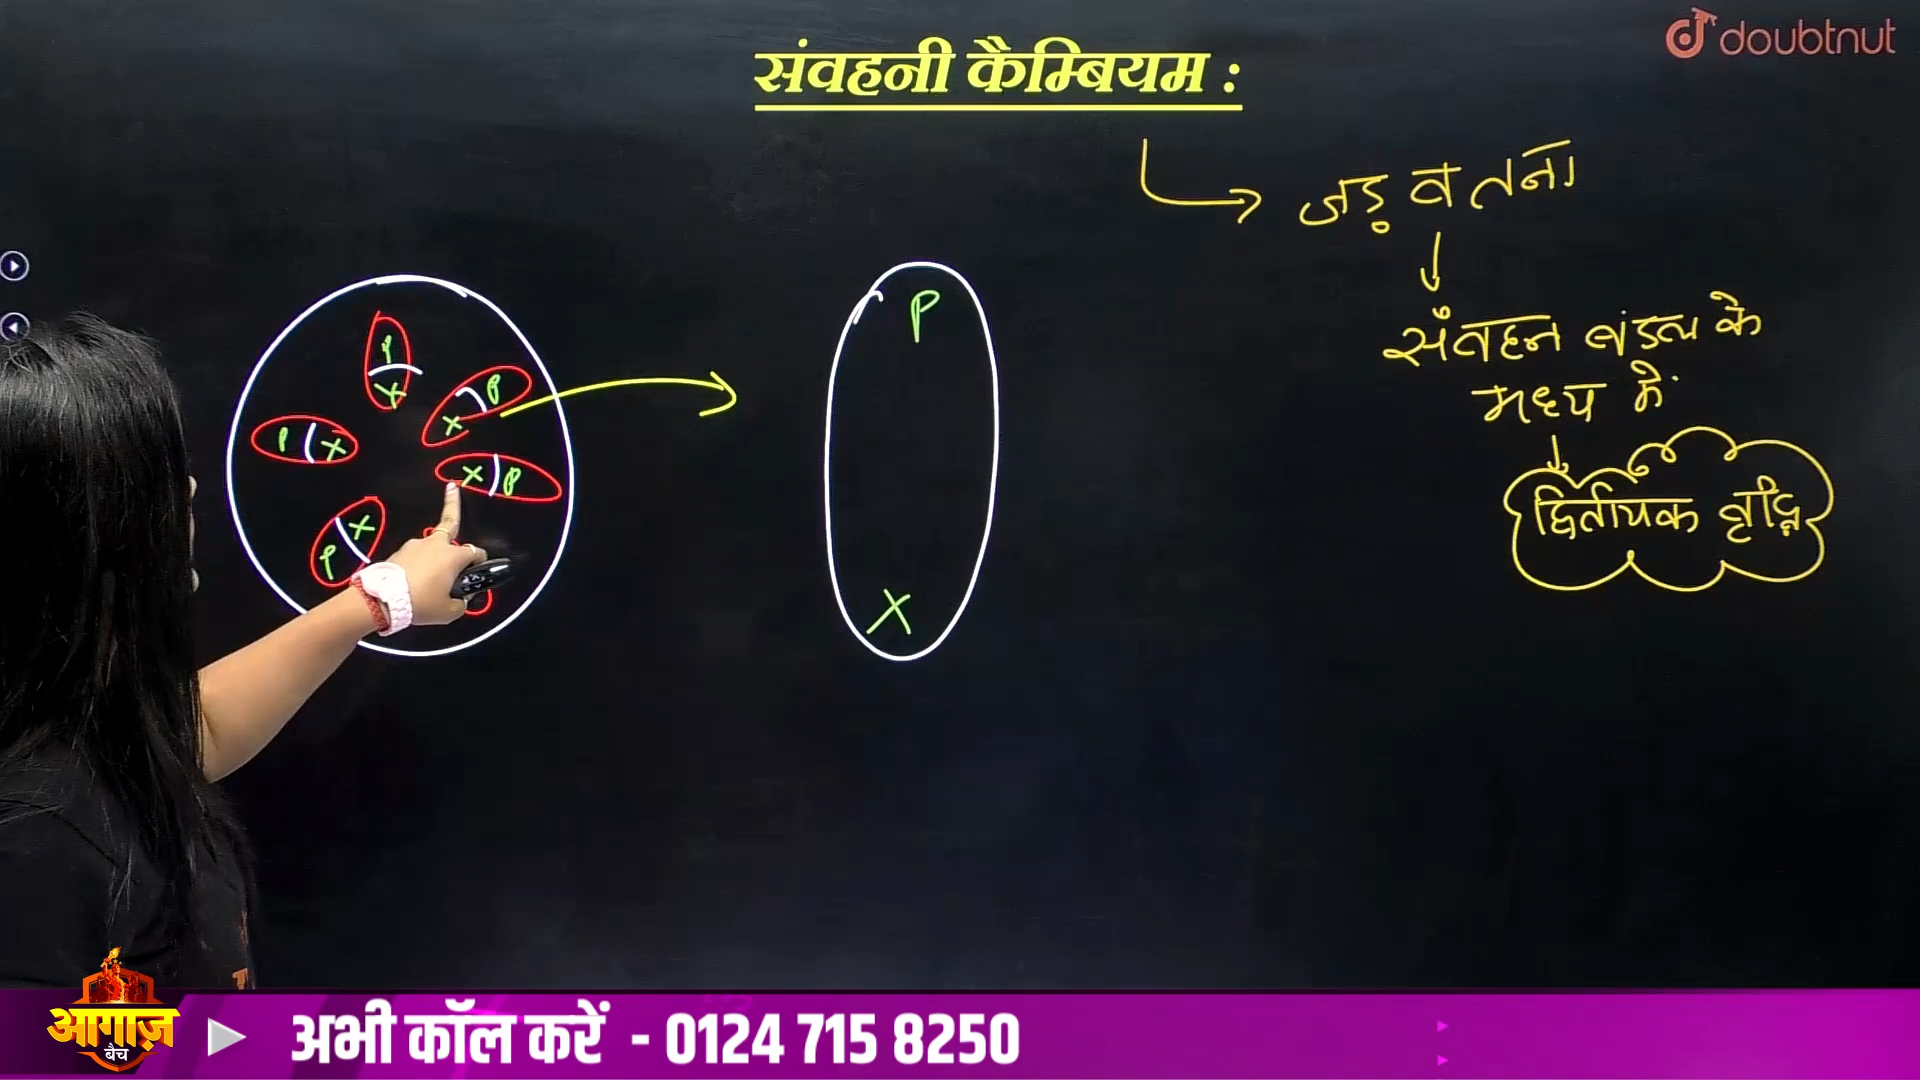 doubtnut
संवहनी कैम्बियम :
जड़ व तना
संवहन बंडल के
मध्य में
द्वितीयक वृद्धि
P
X
P
X
P X
X P
P X
P
X
आगाज़
बैच
अभी कॉल करें - 0124 715 8250